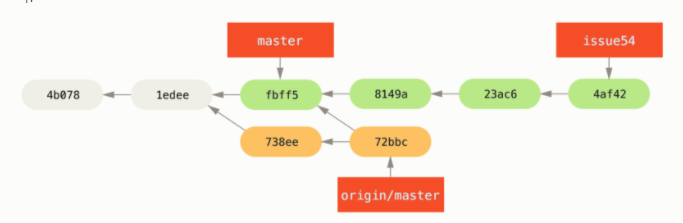 master
issue54
4b078
1edee
fbff5
8149a
23ac6
4af42
738ee
72bbc
origin/master